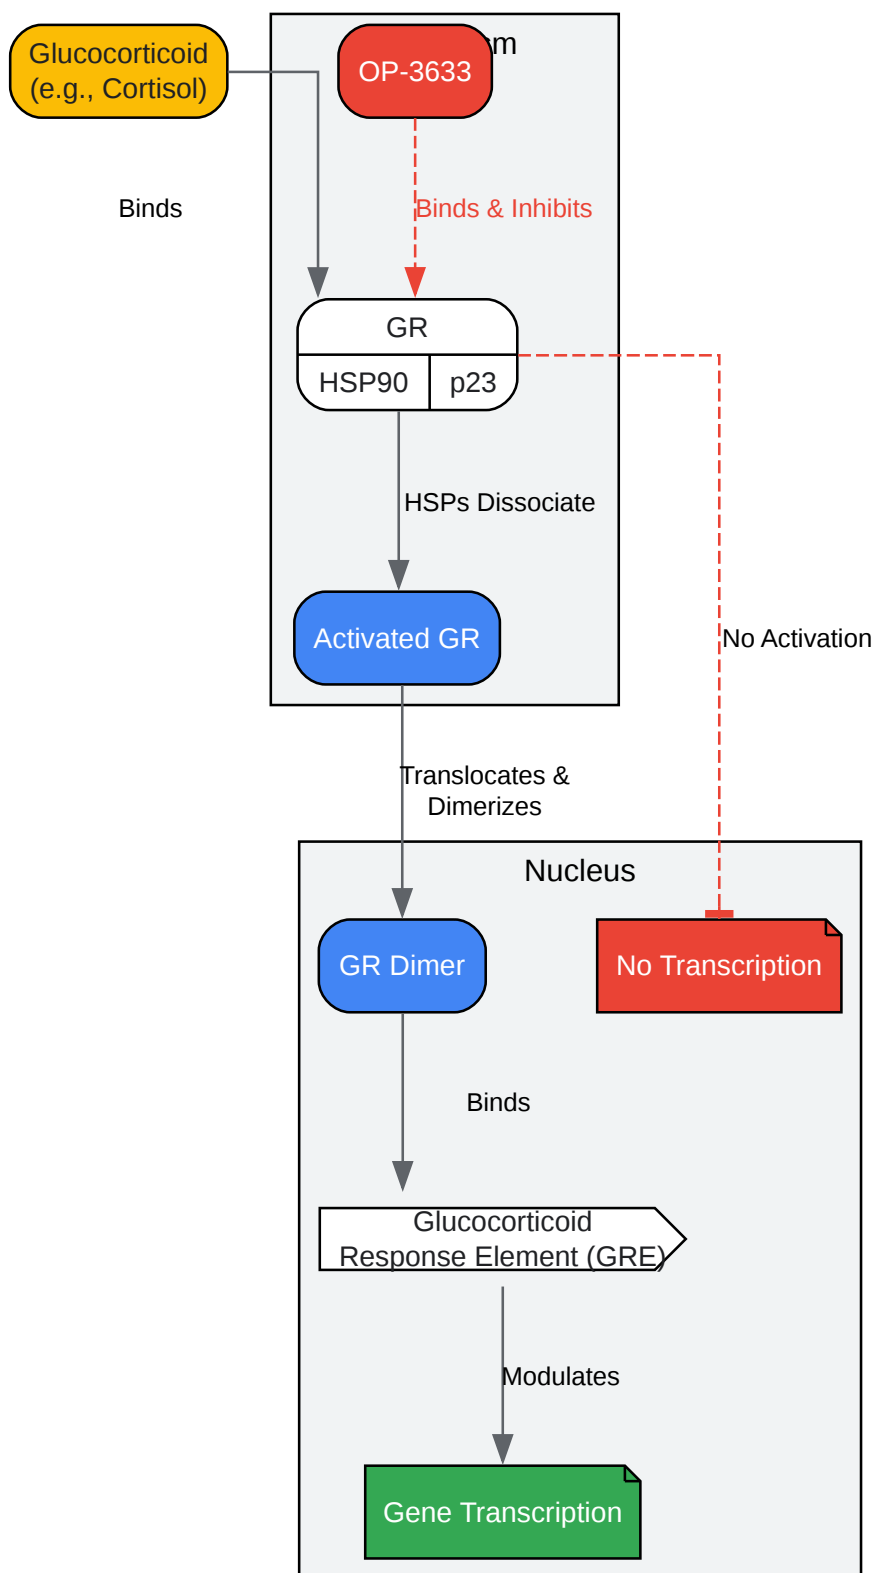 Glucocorticoid
(e.g., Cortisol)
OP-3633
Binds
Binds & Inhibits
GR
HSP90
p23
HSPs Dissociate
Activated GR
No Activation
Translocates &
Dimerizes
Nucleus
GR Dimer
No Transcription
Binds
Glucocorticoid
Response Element (GRE)
Modulates
Gene Transcription